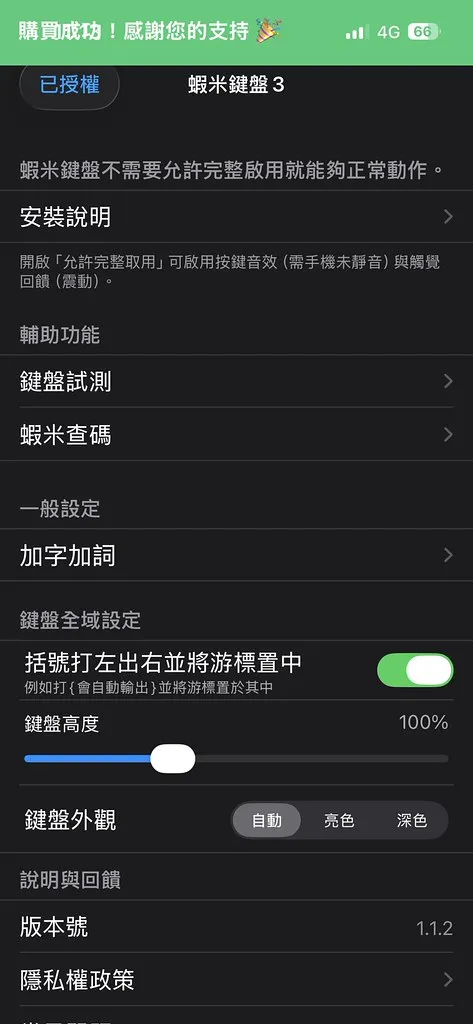 購買成功！感謝您的支持 🎉
4G 66
已授權
蝦米鍵盤3
蝦米鍵盤不需要允許完整啟用就能夠正常動作。
安裝說明
開啟「允許完整取用」可啟用按鍵音效（需手機未靜音）與觸覺
回饋（震動）。
輔助功能
鍵盤試測
蝦米查碼
一般設定
加字加詞
鍵盤全域設定
括號打左出右並將游標置中
例如打{會自動輸出}並將游標置於其中
鍵盤高度 100%
鍵盤外觀 自動 亮色 深色
說明與回饋
版本號 1.1.2
隱私權政策